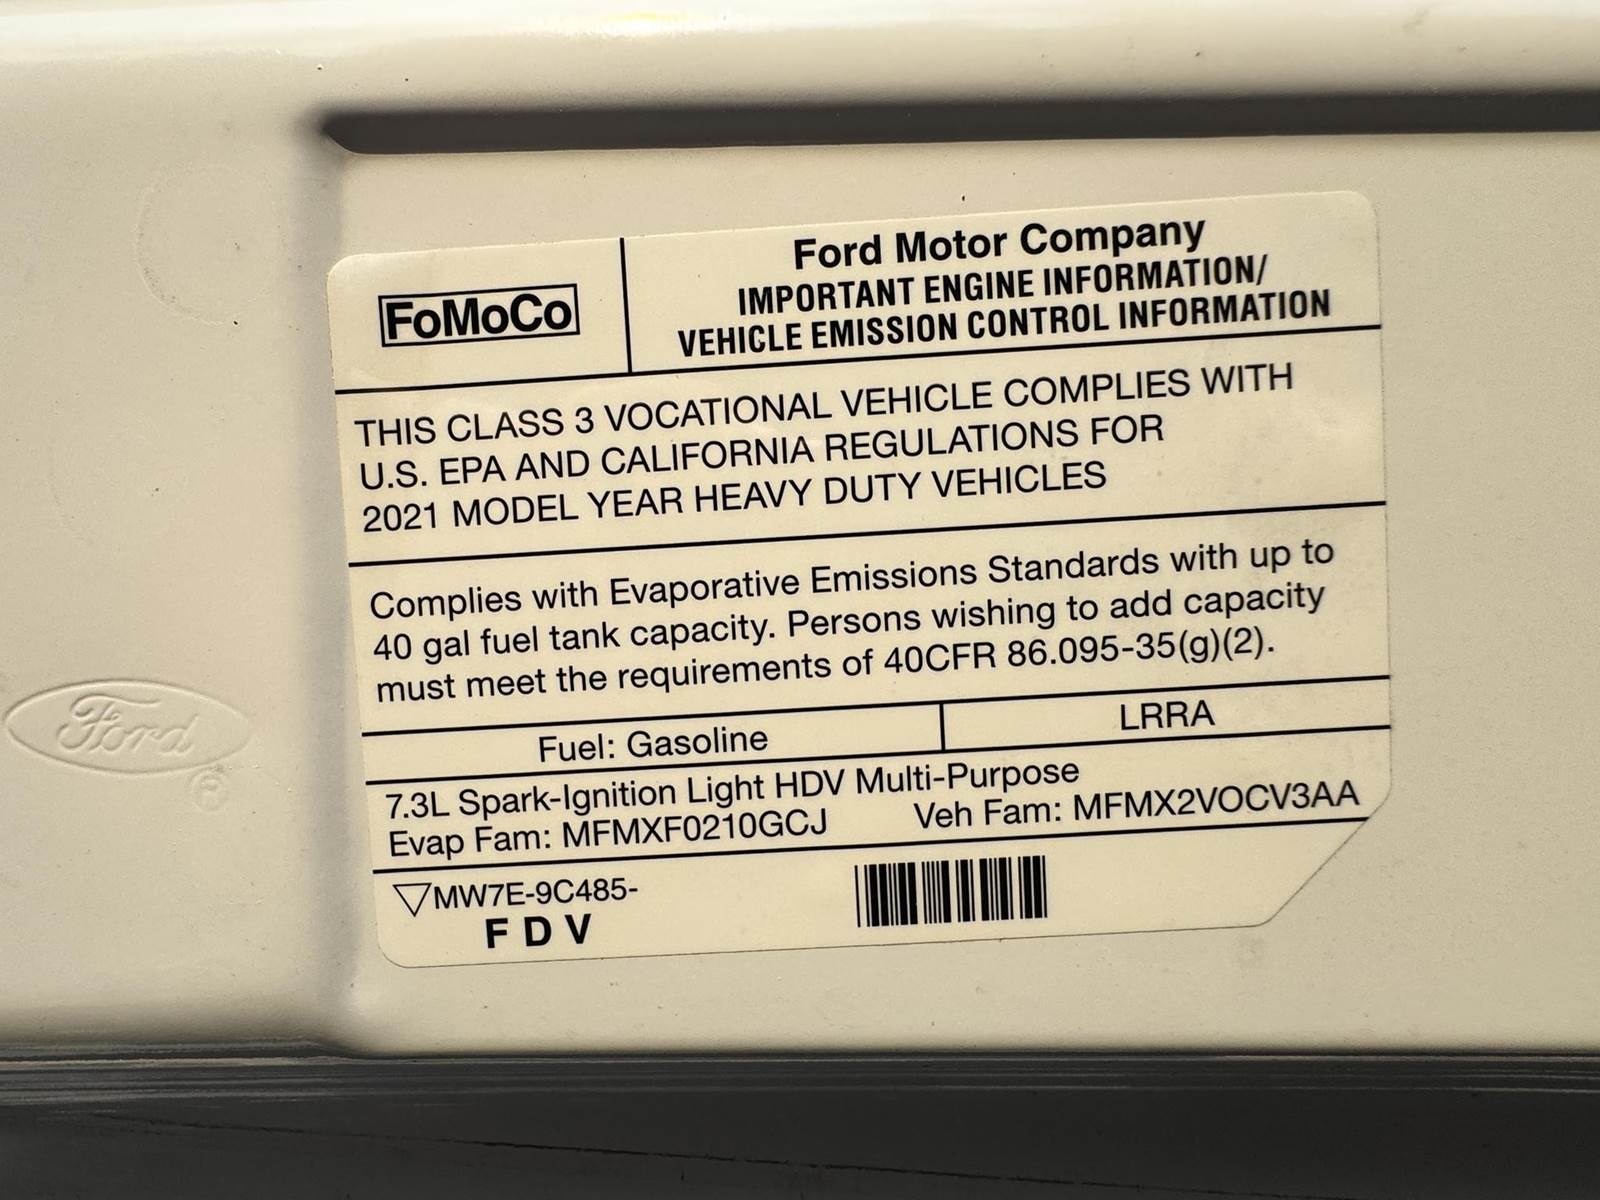 FoMoCo
Ford Motor Company
IMPORTANT ENGINE INFORMATION/
VEHICLE EMISSION CONTROL INFORMATION
THIS CLASS 3 VOCATIONAL VEHICLE COMPLIES WITH
U.S. EPA AND CALIFORNIA REGULATIONS FOR
2021 MODEL YEAR HEAVY DUTY VEHICLES
Complies with Evaporative Emissions Standards with up to
40 gal fuel tank capacity. Persons wishing to add capacity
must meet the requirements of 40CFR 86.095-35(g)(2).
Fuel: Gasoline LRRA
7.3L Spark-Ignition Light HDV Multi-Purpose
Evap Fam: MFMXF0210GCJ Veh Fam: MFMX2VOCV3AA
▽MW7E-9C485-
F D V
Ford
®